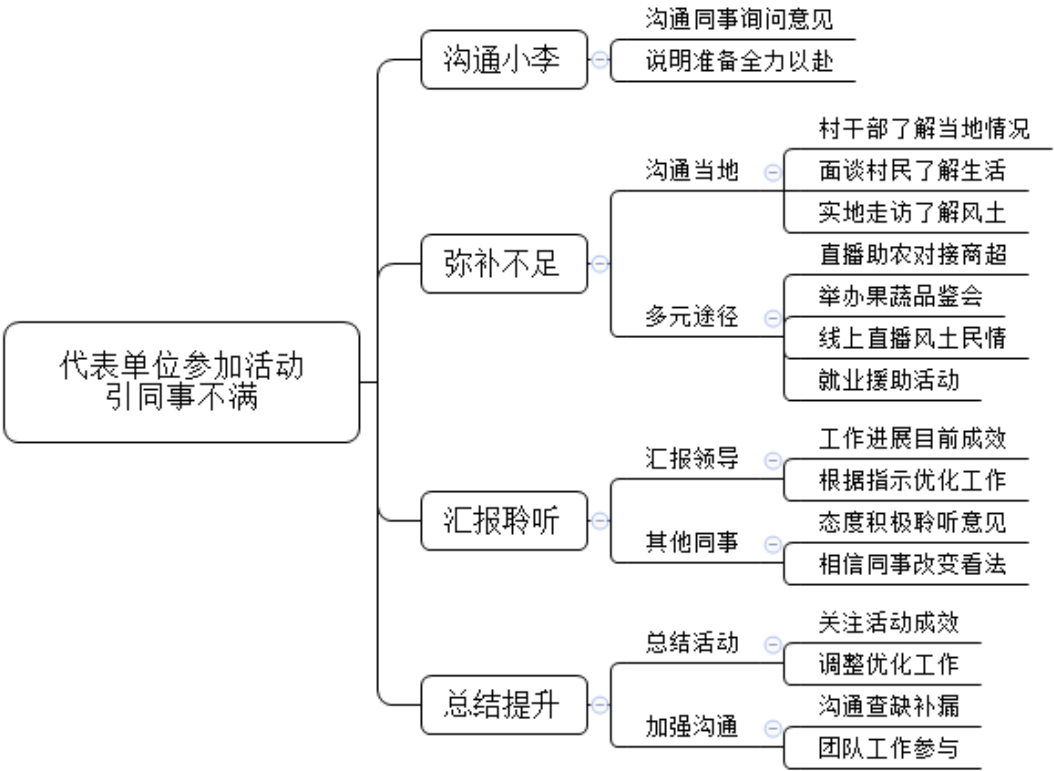 代表单位参加活动
引同事不满
沟通小李
沟通同事询问意见
说明准备全力以赴
弥补不足
沟通当地
村干部了解当地情况
面谈村民了解生活
实地走访了解风土
多元途径
直播助农对接商超
举办果蔬品鉴会
线上直播风土民情
就业援助活动
汇报聆听
汇报领导
工作进展目前成效
根据指示优化工作
其他同事
态度积极聆听意见
相信同事改变看法
总结提升
总结活动
关注活动成效
调整优化工作
加强沟通
沟通查缺补漏
团队工作参与